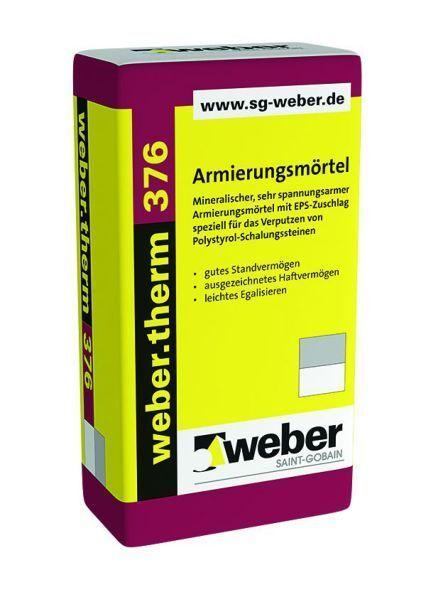 weber
www.sg-weber.de
weber.therm 376
weber.therm 376
Armierungsmörtel
Mineralischer, sehr spannungsarmer
Armierungsmörtel mit EPS-Zuschlag
speziell für das Verputzen von
Polystyrol-Schalungssteinen
• gutes Standvermögen
• ausgezeichnetes Haftvermögen
• leichtes Egalisieren
weber
SAINT-GOBAIN